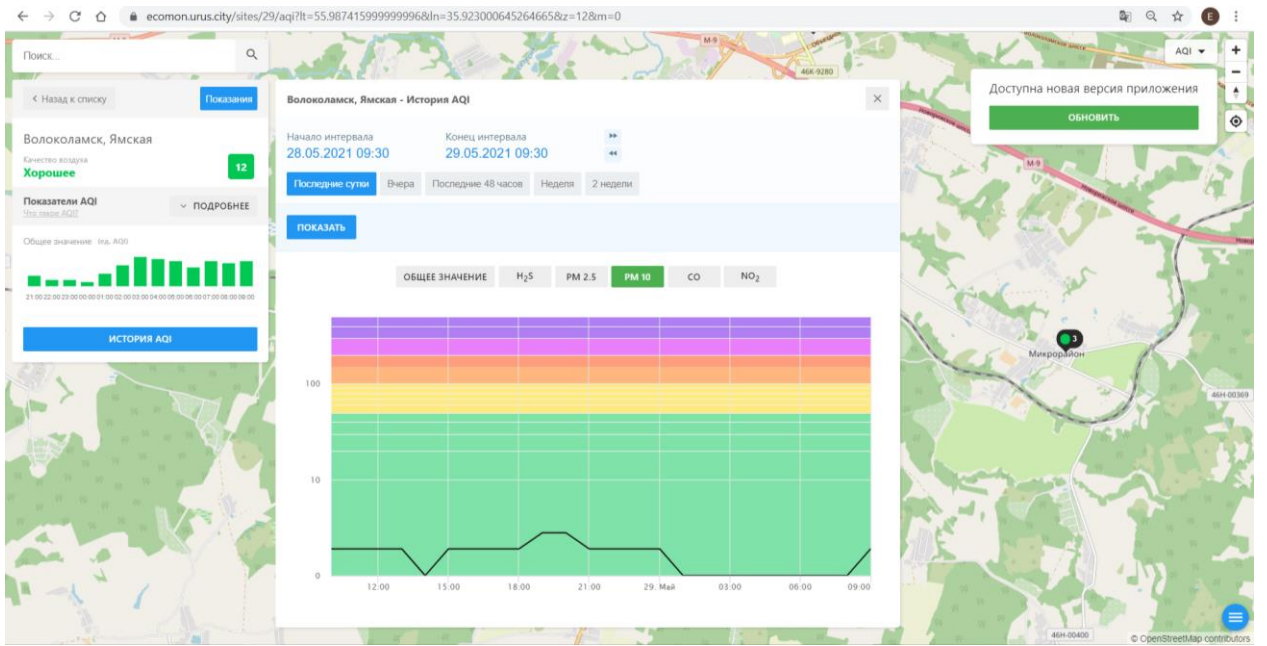 ecomon.urus.city/sites/29/aqi?lt=55.987415999999996&ln=35.923000645264665&z=12&m=0
E
Поиск...
М-9
46К-9280
AQI
Доступна новая версия приложения
ОБНОВИТЬ
Назад к списку
Показания
Волоколамск, Ямская - История AQI
Волоколамск, Ямская
Качество воздуха
Хорошее
12
Начало интервала
Конец интервала
28.05.2021 09:30
29.05.2021 09:30
Последние сутки
Вчера
Последние 48 часов
Неделя
2 недели
Показатели AQI
Что такое AQI?
ПОДРОБНЕЕ
ПОКАЗАТЬ
Общее значение (ед. AQI)
21:00 22:00 23:00 00:00 01:00 02:00 03:00 04:00 05:00 06:00 07:00 08:00 09:00
ИСТОРИЯ AQI
ОБЩЕЕ ЗНАЧЕНИЕ
H2S
PM 2.5
PM 10
CO
NO2
100
10
0
12:00
15:00
18:00
21:00
29. Май
03:00
06:00
09:00
М-9
Новорижское шоссе
3
Микрорайон
46Н-00369
46Н-00400
© OpenStreetMap contributors